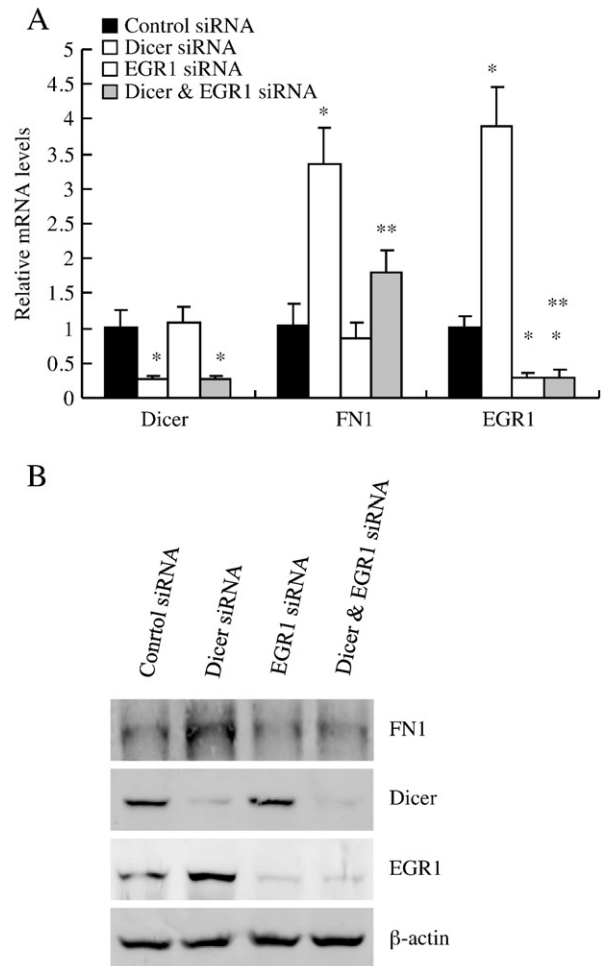 A
Control siRNA
Dicer siRNA
EGR1 siRNA
Dicer & EGR1 siRNA
Relative mRNA levels
5
4.5
4
3.5
3
2.5
2
1.5
1
0.5
0
*
*
*
**
*
*
**
*
Dicer
FN1
EGR1
B
Conrtol siRNA
Dicer siRNA
EGR1 siRNA
Dicer & EGR1 siRNA
FN1
Dicer
EGR1
β-actin